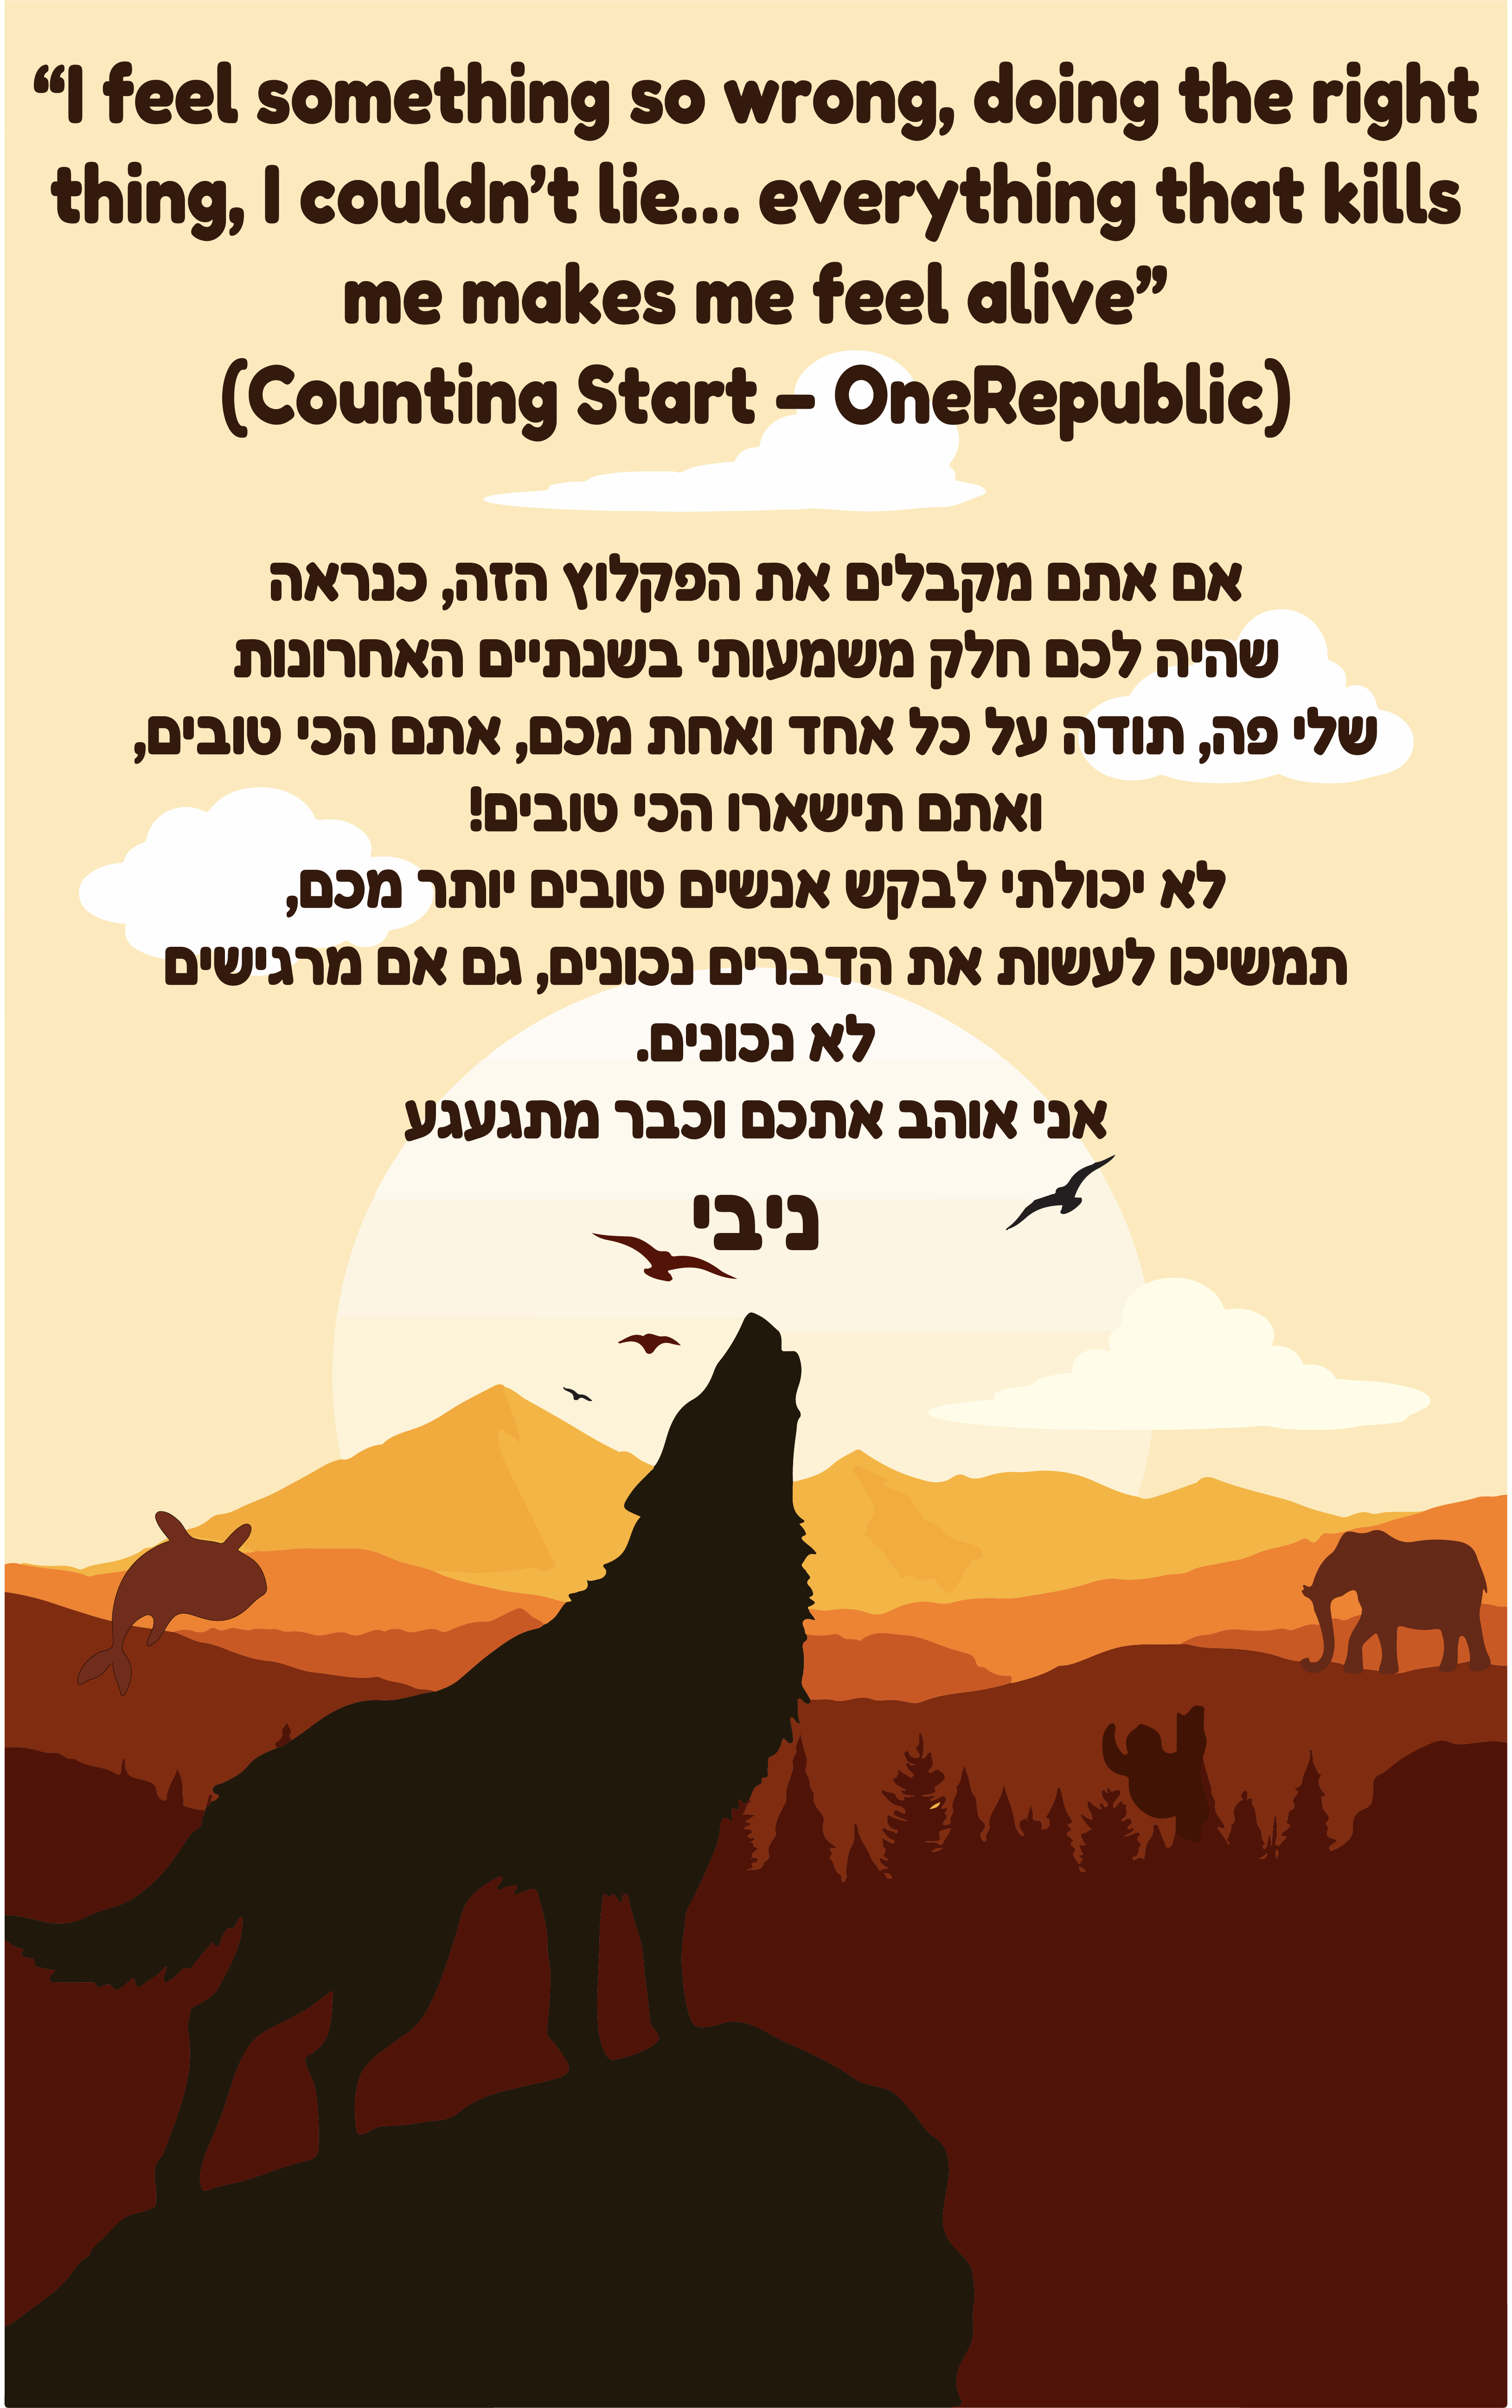 “I feel something so wrong, doing the right
thing, I couldn’t lie... everything that kills
me makes me feel alive”
(Counting Start – OneRepublic)
אם אתם מקבלים את הפקלוץ הזה, כנראה
שהיה לכם חלק משמעותי בשנתיים האחרונות
שלי פה, תודה על כל אחד ואחת מכם, אתם הכי טובים,
ואתם תישארו הכי טובים!
לא יכולתי לבקש אנשים טובים יותר מכם,
תמשיכו לעשות את הדברים נכונים, גם אם מרגישים
לא נכונים.
אני אוהב אתכם וכבר מתגעגע
ניבי